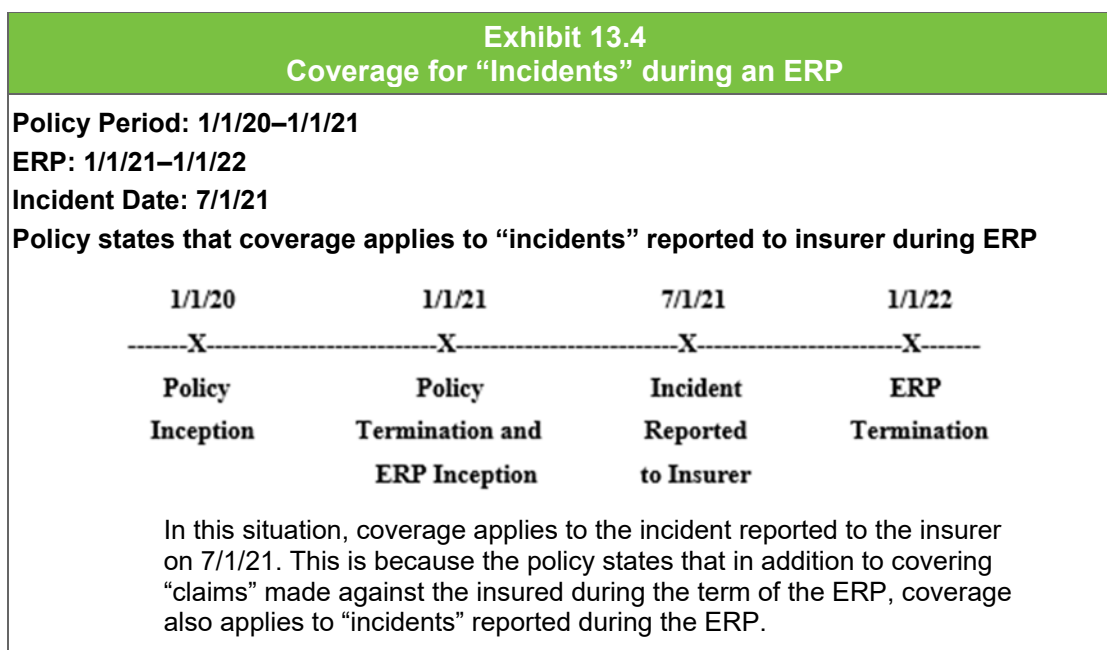 Exhibit 13.4
Coverage for “Incidents” during an ERP
Policy Period: 1/1/20–1/1/21
ERP: 1/1/21–1/1/22
Incident Date: 7/1/21
Policy states that coverage applies to “incidents” reported to insurer during ERP
1/1/20 1/1/21 7/1/21 1/1/22
-------X---------------------------X--------------------------X------------------------X-------
Policy Policy Incident ERP
Inception Termination and Reported Termination
ERP Inception to Insurer
In this situation, coverage applies to the incident reported to the insurer
on 7/1/21. This is because the policy states that in addition to covering
“claims” made against the insured during the term of the ERP, coverage
also applies to “incidents” reported during the ERP.